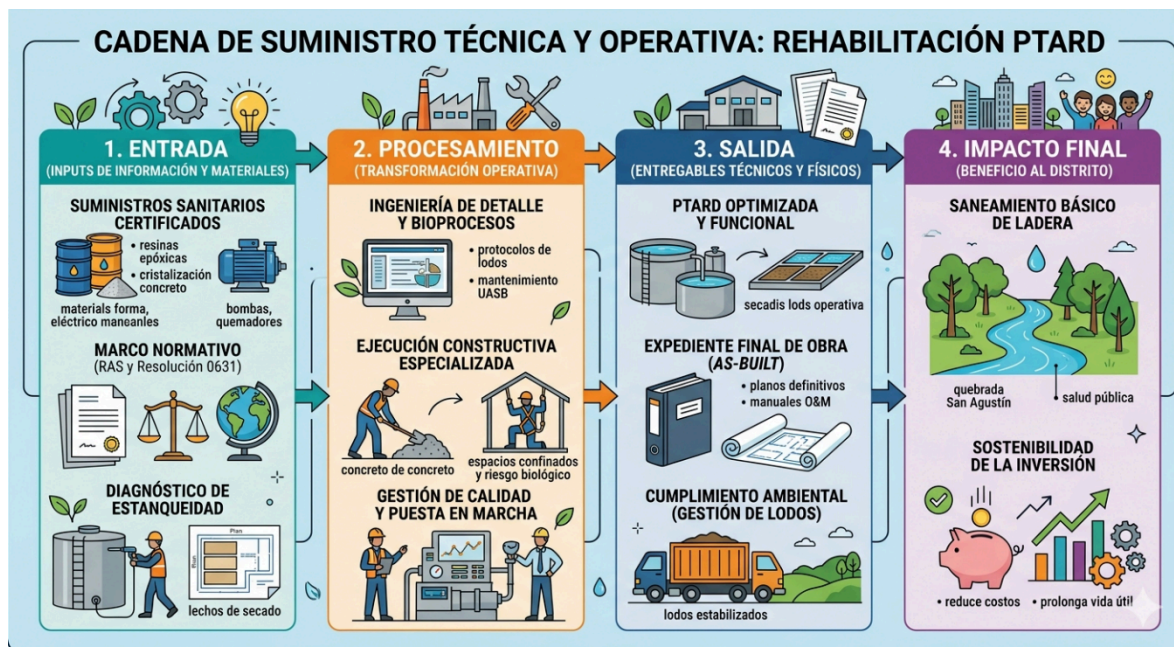 CADENA DE SUMINISTRO TÉCNICA Y OPERATIVA: REHABILITACIÓN PTARD
1. ENTRADA
(INPUTS DE INFORMACIÓN Y MATERIALES)
SUMINISTROS SANITARIOS
CERTIFICADOS
• resinas
epóxicas
• cristalización
concreto
materials forma,
eléctrico maneanles
bombas,
quemadores
MARCO NORMATIVO
(RAS y Resolución 0631)
DIAGNÓSTICO DE
ESTANQUEIDAD
Plan
Plan
lechos de secado
2. PROCESAMIENTO
(TRANSFORMACIÓN OPERATIVA)
INGENIERÍA DE DETALLE
Y BIOPROCESOS
• protocolos de
lodos
• mantenimiento
UASB
EJECUCIÓN CONSTRUCTIVA
ESPECIALIZADA
concreto de concreto
espacios confinados
y riesgo biológico
GESTIÓN DE CALIDAD
Y PUESTA EN MARCHA
3. SALIDA
(ENTREGABLES TÉCNICOS Y FÍSICOS)
PTARD OPTIMIZADA
Y FUNCIONAL
secadis lods operativa
EXPEDIENTE FINAL DE OBRA
(AS-BUILT)
• planos definitivos
• manuales O&M
CUMPLIMIENTO AMBIENTAL
(GESTIÓN DE LODOS)
lodos estabilizados
4. IMPACTO FINAL
(BENEFICIO AL DISTRITO)
SANEAMIENTO BÁSICO
DE LADERA
quebrada
San Agustín
salud pública
SOSTENIBILIDAD
DE LA INVERSIÓN
• reduce costos
• prolonga vida útil